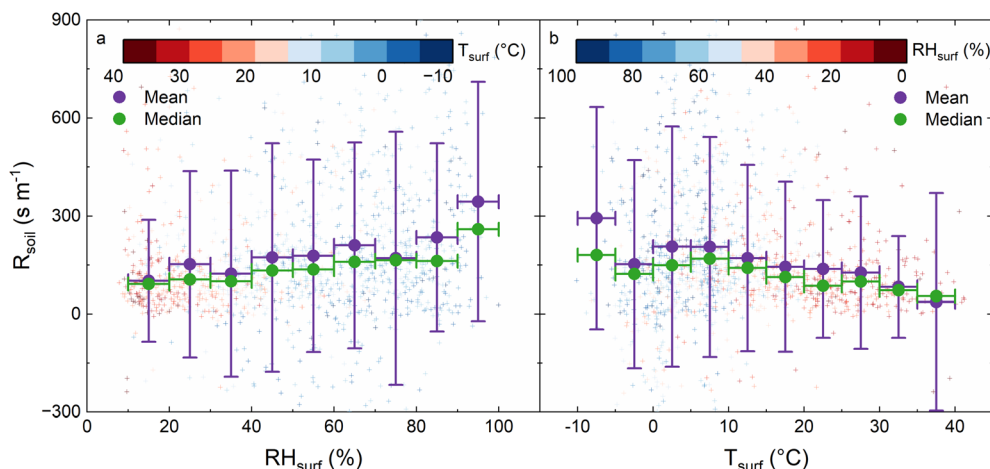 900
600
300
0
−300
R_soil (s m⁻¹)
a
T_surf (°C)
40 30 20 10 0 −10
Mean
Median
0 20 40 60 80 100
RH_surf (%)
b
RH_surf (%)
100 80 60 40 20 0
Mean
Median
-10 0 10 20 30 40
T_surf (°C)